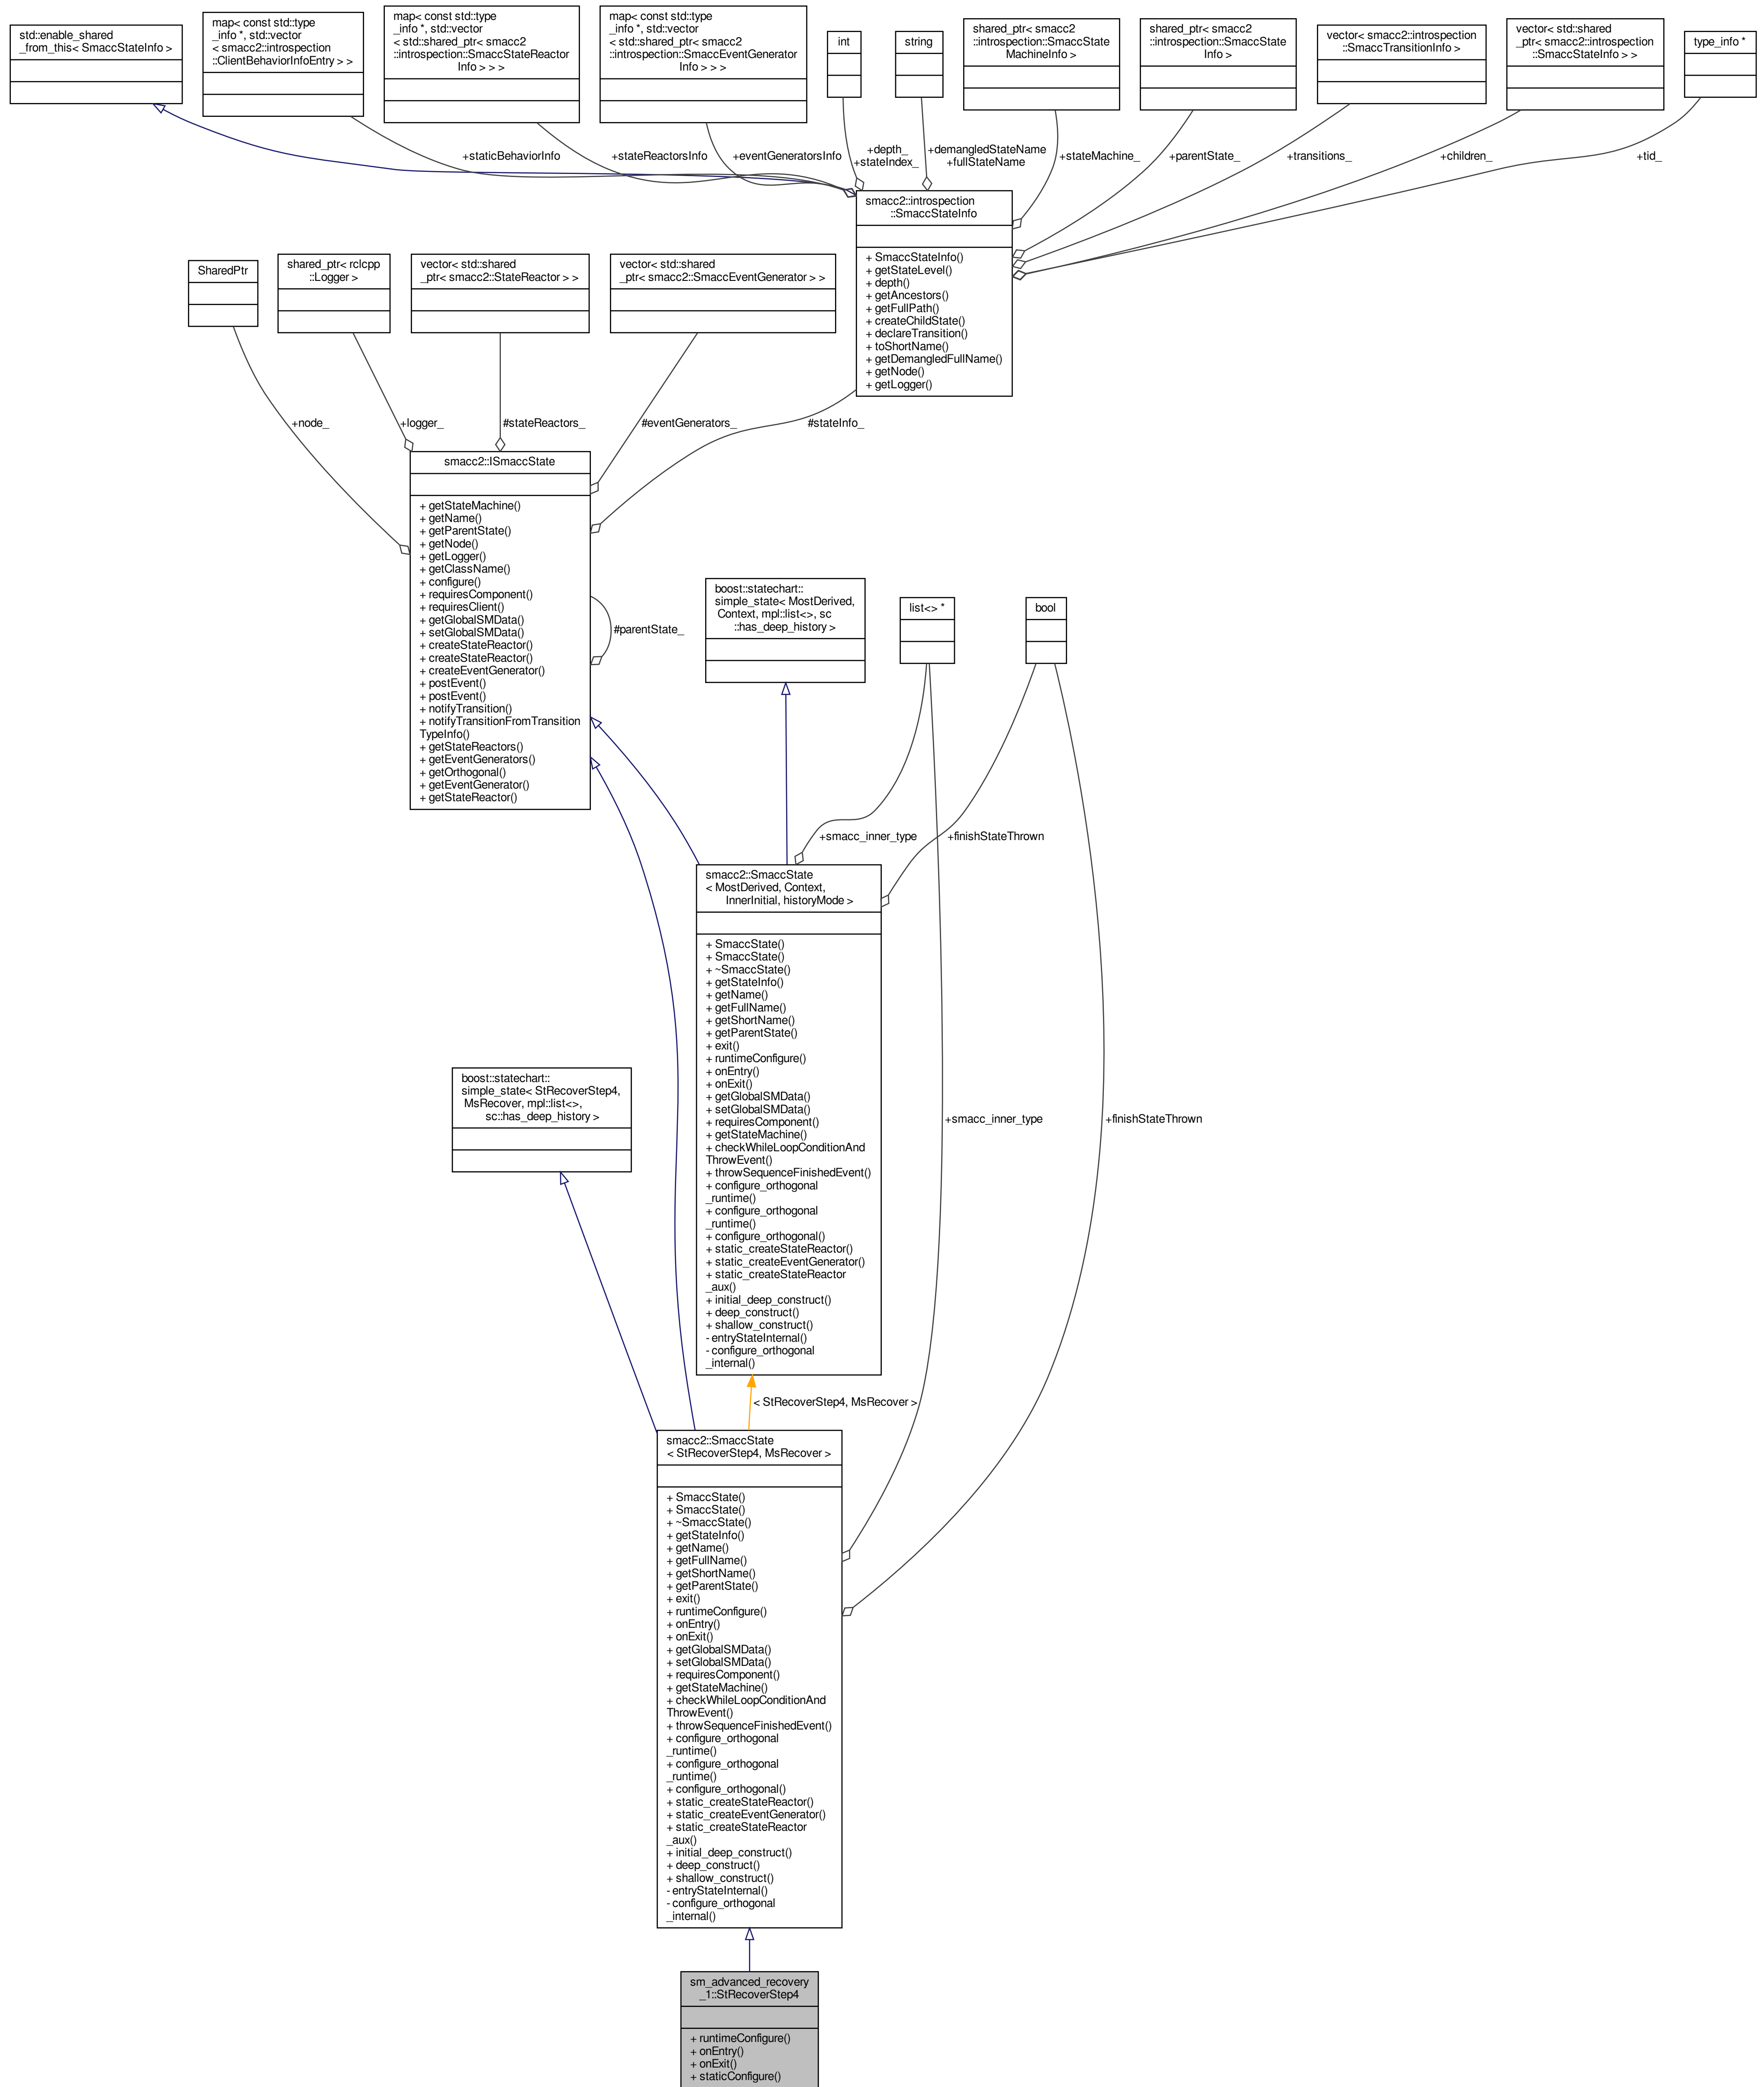 std::enable_shared
_from_this< SmaccStateInfo >
map< const std::type
_info *, std::vector
< smacc2::introspection
::ClientBehaviorInfoEntry > >
map< const std::type
_info *, std::vector
< std::shared_ptr< smacc2
::introspection::SmaccStateReactor
Info > > >
map< const std::type
_info *, std::vector
< std::shared_ptr< smacc2
::introspection::SmaccEventGenerator
Info > > >
int
string
shared_ptr< smacc2
::introspection::SmaccState
MachineInfo >
shared_ptr< smacc2
::introspection::SmaccState
Info >
vector< smacc2::introspection
::SmaccTransitionInfo >
vector< std::shared
_ptr< smacc2::introspection
::SmaccStateInfo > >
type_info *
+staticBehaviorInfo
+stateReactorsInfo
+eventGeneratorsInfo
+depth_
+stateIndex_
+demangledStateName
+fullStateName
+stateMachine_
+parentState_
+transitions_
+children_
+tid_
smacc2::introspection
::SmaccStateInfo
+ SmaccStateInfo()
+ getStateLevel()
+ depth()
+ getAncestors()
+ getFullPath()
+ createChildState()
+ declareTransition()
+ toShortName()
+ getDemangledFullName()
+ getNode()
+ getLogger()
SharedPtr
shared_ptr< rclcpp
::Logger >
vector< std::shared
_ptr< smacc2::StateReactor > >
vector< std::shared
_ptr< smacc2::SmaccEventGenerator > >
+node_
+logger_
#stateReactors_
#eventGenerators_
#stateInfo_
smacc2::ISmaccState
+ getStateMachine()
+ getName()
+ getParentState()
+ getNode()
+ getLogger()
+ getClassName()
+ configure()
+ requiresComponent()
+ requiresClient()
+ getGlobalSMData()
+ setGlobalSMData()
+ createStateReactor()
+ createStateReactor()
+ createEventGenerator()
+ postEvent()
+ postEvent()
+ notifyTransition()
+ notifyTransitionFromTransition
TypeInfo()
+ getStateReactors()
+ getEventGenerators()
+ getOrthogonal()
+ getEventGenerator()
+ getStateReactor()
#parentState_
boost::statechart::
simple_state< MostDerived,
Context, mpl::list<>, sc
::has_deep_history >
list<> *
bool
+smacc_inner_type
+finishStateThrown
smacc2::SmaccState
< MostDerived, Context,
InnerInitial, historyMode >
+ SmaccState()
+ SmaccState()
+ ~SmaccState()
+ getStateInfo()
+ getName()
+ getFullName()
+ getShortName()
+ getParentState()
+ exit()
+ runtimeConfigure()
+ onEntry()
+ onExit()
+ getGlobalSMData()
+ setGlobalSMData()
+ requiresComponent()
+ getStateMachine()
+ checkWhileLoopConditionAnd
ThrowEvent()
+ throwSequenceFinishedEvent()
+ configure_orthogonal
_runtime()
+ configure_orthogonal
_runtime()
+ configure_orthogonal()
+ static_createStateReactor()
+ static_createEventGenerator()
+ static_createStateReactor
_aux()
+ initial_deep_construct()
+ deep_construct()
+ shallow_construct()
- entryStateInternal()
- configure_orthogonal
_internal()
boost::statechart::
simple_state< StRecoverStep4,
MsRecover, mpl::list<>,
sc::has_deep_history >
+smacc_inner_type
+finishStateThrown
< StRecoverStep4, MsRecover >
smacc2::SmaccState
< StRecoverStep4, MsRecover >
+ SmaccState()
+ SmaccState()
+ ~SmaccState()
+ getStateInfo()
+ getName()
+ getFullName()
+ getShortName()
+ getParentState()
+ exit()
+ runtimeConfigure()
+ onEntry()
+ onExit()
+ getGlobalSMData()
+ setGlobalSMData()
+ requiresComponent()
+ getStateMachine()
+ checkWhileLoopConditionAnd
ThrowEvent()
+ throwSequenceFinishedEvent()
+ configure_orthogonal
_runtime()
+ configure_orthogonal
_runtime()
+ configure_orthogonal()
+ static_createStateReactor()
+ static_createEventGenerator()
+ static_createStateReactor
_aux()
+ initial_deep_construct()
+ deep_construct()
+ shallow_construct()
- entryStateInternal()
- configure_orthogonal
_internal()
sm_advanced_recovery
_1::StRecoverStep4
+ runtimeConfigure()
+ onEntry()
+ onExit()
+ staticConfigure()